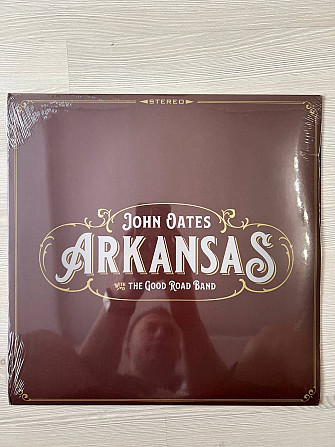 STEREO
JOHN OATES
ARKANSAS
WITH THE GOOD ROAD BAND